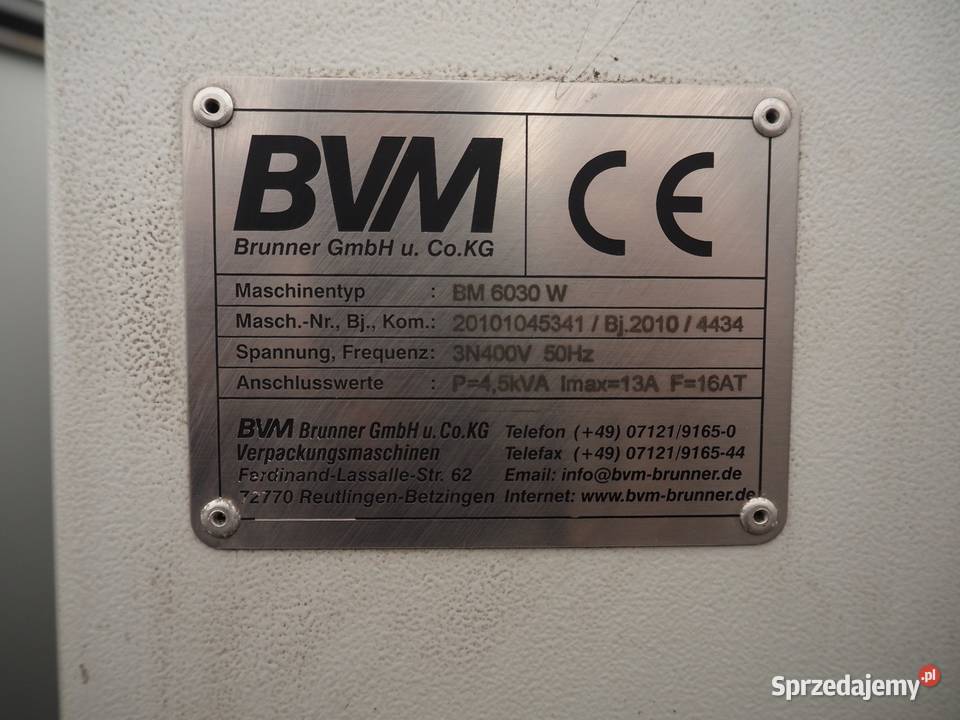 BVM CE
Brunner GmbH u. Co.KG
Maschinentyp : BM 6030 W
Masch.-Nr., Bj., Kom.: 20101045341 / Bj.2010 / 4434
Spannung, Frequenz: 3N400V 50Hz
Anschlusswerte : P=4,5kVA Imax=13A F=16AT
BVM Brunner GmbH u. Co.KG Telefon (+49) 07121/9165-0
Verpackungsmaschinen Telefax (+49) 07121/9165-44
Ferdinand-Lassalle-Str. 62 Email: info@bvm-brunner.de
72770 Reutlingen-Betzingen Internet: www.bvm-brunner.de
Sprzedajemy.pl